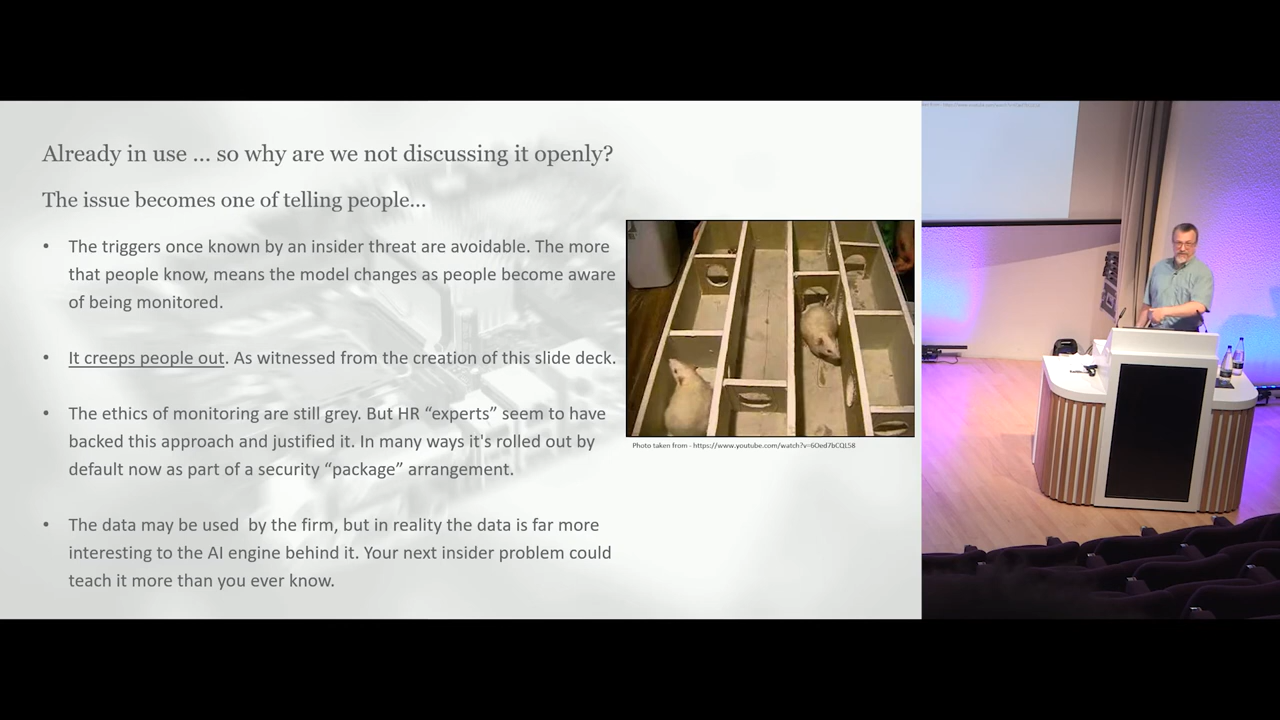 Already in use ... so why are we not discussing it openly?
The issue becomes one of telling people...
• The triggers once known by an insider threat are avoidable. The more
that people know, means the model changes as people become aware
of being monitored.
• It creeps people out. As witnessed from the creation of this slide deck.
• The ethics of monitoring are still grey. But HR “experts” seem to have
backed this approach and justified it. In many ways it's rolled out by
default now as part of a security “package” arrangement.
• The data may be used by the firm, but in reality the data is far more
interesting to the AI engine behind it. Your next insider problem could
teach it more than you ever know.
Photo taken from - https://www.youtube.com/watch?v=6Oed7bCQL58